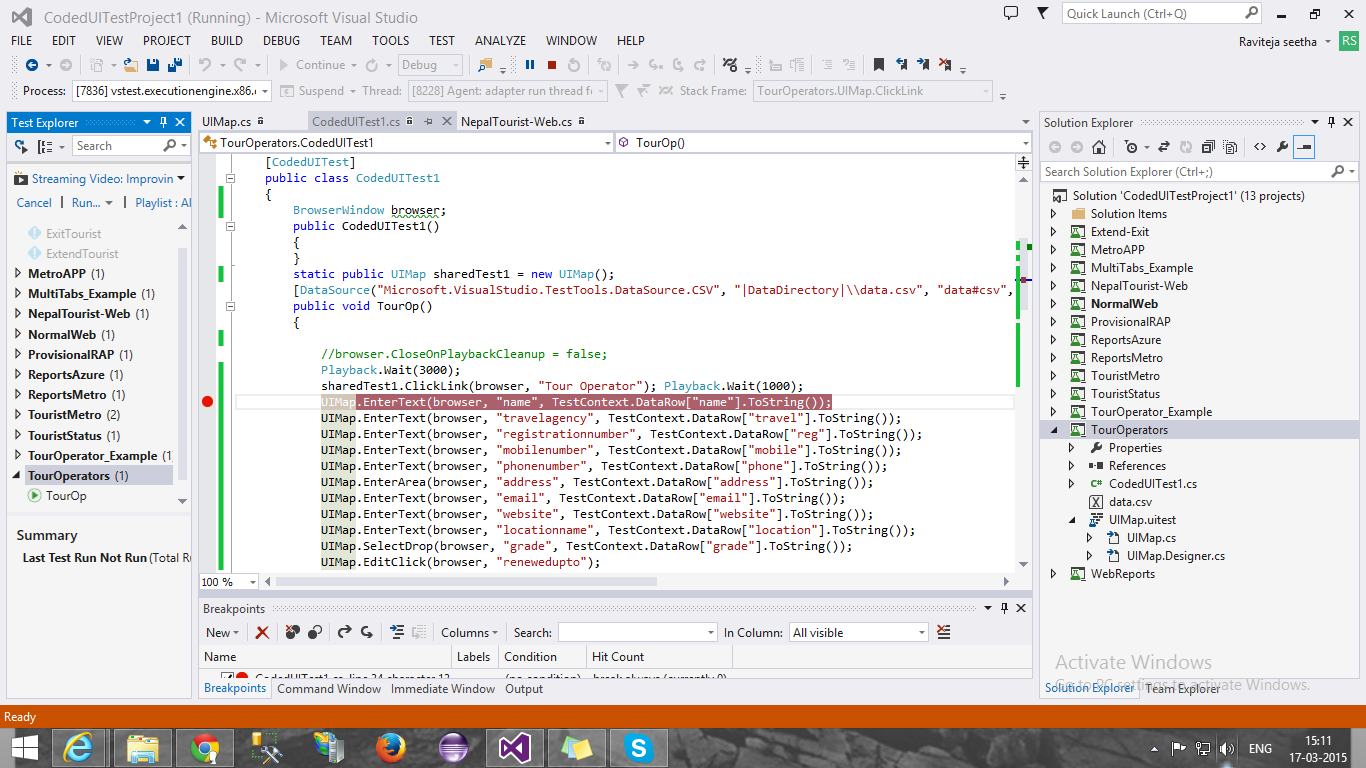 CodedUITestProject1 (Running) - Microsoft Visual Studio
Quick Launch (Ctrl+Q)
FILE EDIT VIEW PROJECT BUILD DEBUG TEAM TOOLS TEST ANALYZE WINDOW HELP
Raviteja seetha RS
Continue Debug
Process: [7836] vstest.executionengine.x86.e Suspend Thread: [8228] Agent: adapter run thread fo Stack Frame: TourOperators.UIMap.ClickLink
Test Explorer
Search
Streaming Video: Improvin
Cancel Run... Playlist : Al
ExitTourist
ExtendTourist
MetroAPP (1)
MultiTabs_Example (1)
NepalTourist-Web (1)
NormalWeb (1)
ProvisionalRAP (1)
ReportsAzure (1)
ReportsMetro (1)
TouristMetro (2)
TouristStatus (1)
TourOperator_Example (1
TourOperators (1)
TourOp
Summary
Last Test Run Not Run (Total Ru
UIMap.cs CodedUITest1.cs NepalTourist-Web.cs
TourOperators.CodedUITest1 TourOp()
[CodedUITest]
public class CodedUITest1
{
BrowserWindow browser;
public CodedUITest1()
{
}
static public UIMap sharedTest1 = new UIMap();
[DataSource("Microsoft.VisualStudio.TestTools.DataSource.CSV", "|DataDirectory|\\data.csv", "data#csv",
public void TourOp()
{
//browser.CloseOnPlaybackCleanup = false;
Playback.Wait(3000);
sharedTest1.ClickLink(browser, "Tour Operator"); Playback.Wait(1000);
UIMap.EnterText(browser, "name", TestContext.DataRow["name"].ToString());
UIMap.EnterText(browser, "travelagency", TestContext.DataRow["travel"].ToString());
UIMap.EnterText(browser, "registrationnumber", TestContext.DataRow["reg"].ToString());
UIMap.EnterText(browser, "mobilenumber", TestContext.DataRow["mobile"].ToString());
UIMap.EnterText(browser, "phonenumber", TestContext.DataRow["phone"].ToString());
UIMap.EnterArea(browser, "address", TestContext.DataRow["address"].ToString());
UIMap.EnterText(browser, "email", TestContext.DataRow["email"].ToString());
UIMap.EnterText(browser, "website", TestContext.DataRow["website"].ToString());
UIMap.EnterText(browser, "locationname", TestContext.DataRow["location"].ToString());
UIMap.SelectDrop(browser, "grade", TestContext.DataRow["grade"].ToString());
UIMap.EditClick(browser, "renewedupto");
100 %
Breakpoints
New Columns Search: In Column: All visible
Name Labels Condition Hit Count
CodedUITest1.cs, line 34 character 13 (no condition) break always (currently 0)
Breakpoints Command Window Immediate Window Output
Solution Explorer
Search Solution Explorer (Ctrl+;)
Solution 'CodedUITestProject1' (13 projects)
Solution Items
Extend-Exit
MetroAPP
MultiTabs_Example
NepalTourist-Web
NormalWeb
ProvisionalRAP
ReportsAzure
ReportsMetro
TouristMetro
TouristStatus
TourOperator_Example
TourOperators
Properties
References
CodedUITest1.cs
data.csv
UIMap.uitest
UIMap.cs
UIMap.Designer.cs
WebReports
Activate Windows
Go to PC settings to activate Windows.
Solution Explorer Team Explorer
Ready
ENG
15:11
17-03-2015